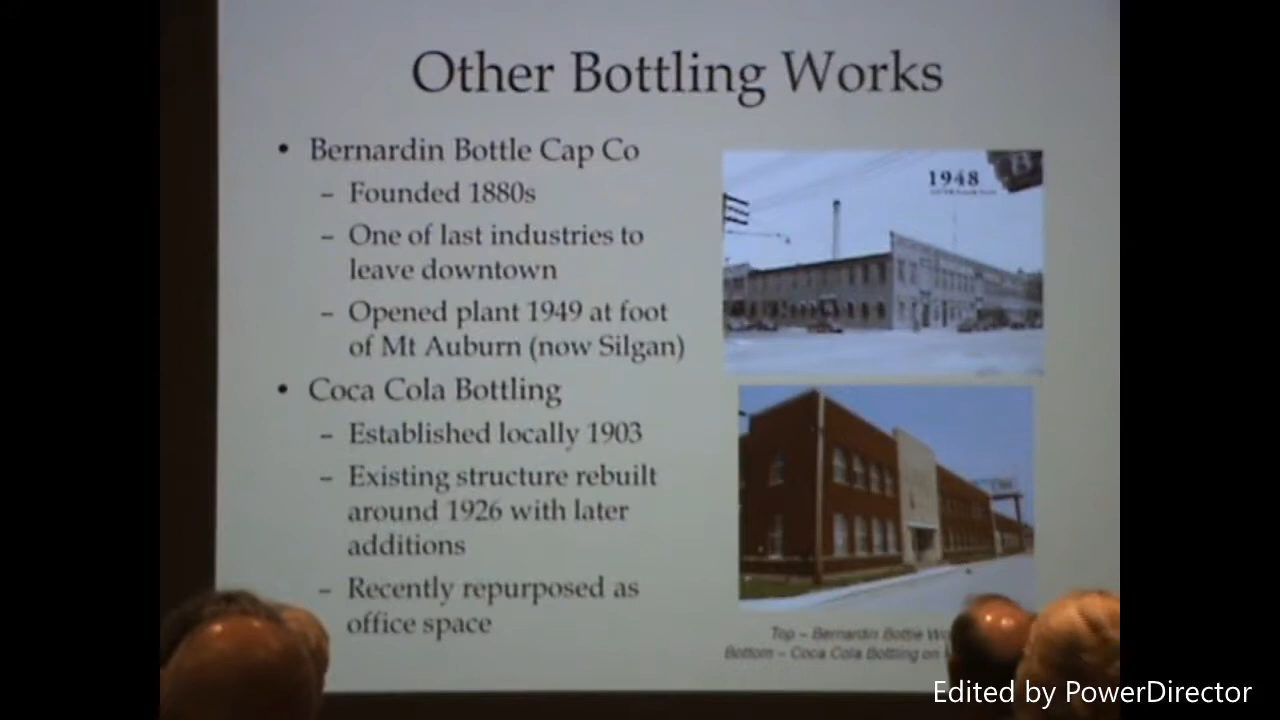 Other Bottling Works
• Bernardin Bottle Cap Co
– Founded 1880s
– One of last industries to
leave downtown
– Opened plant 1949 at foot
of Mt Auburn (now Silgan)
• Coca Cola Bottling
– Established locally 1903
– Existing structure rebuilt
around 1926 with later
additions
– Recently repurposed as
office space
B
1948
Top – Bernardin Bottle
Bottom – Coca Cola Bottling on
Edited by PowerDirector